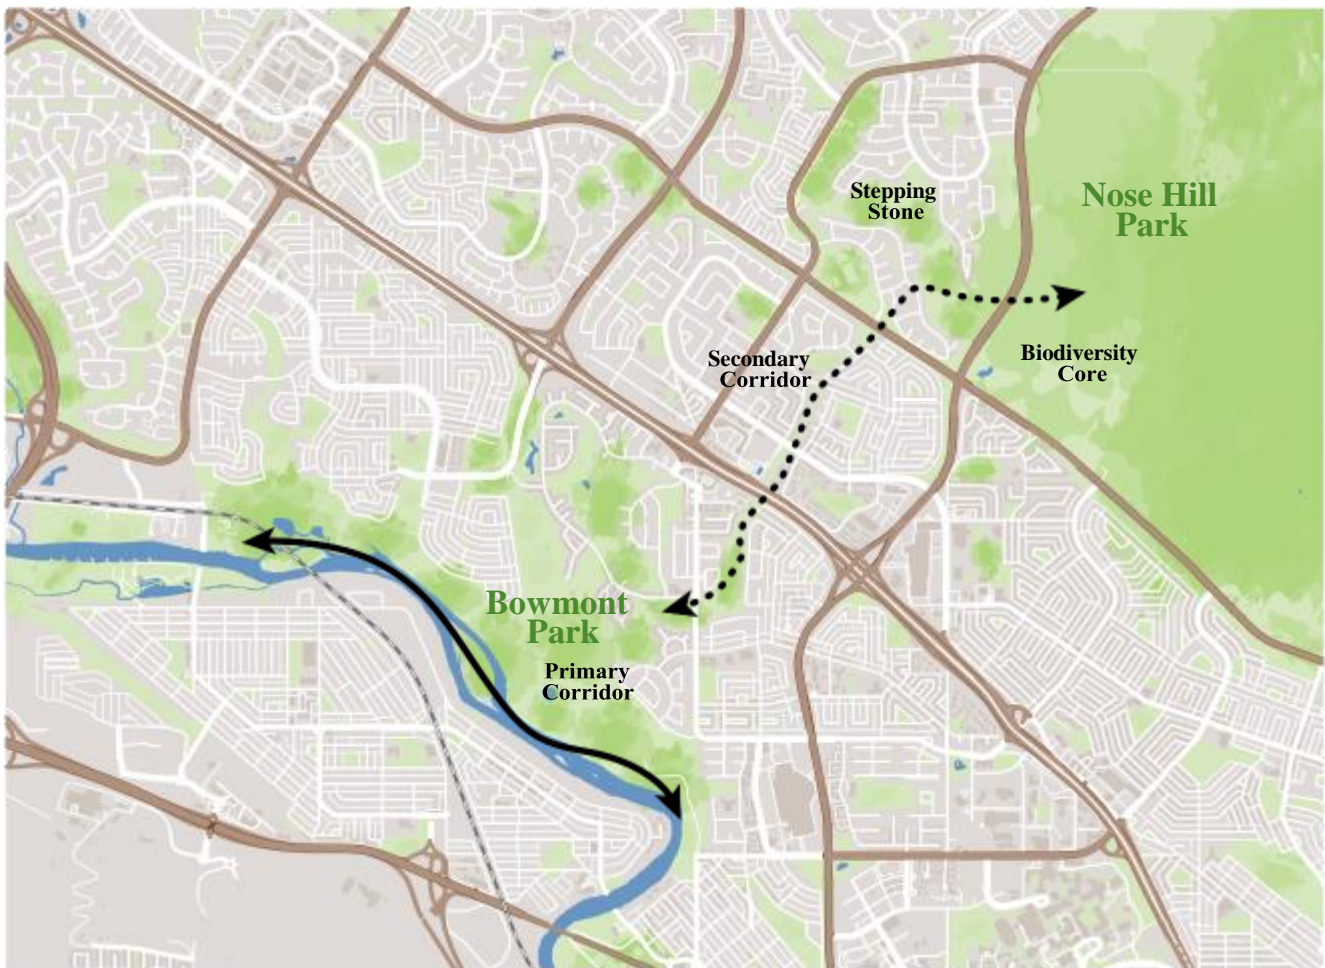 Stepping
Stone
Nose Hill
Park
Secondary
Corridor
Biodiversity
Core
Bowmont
Park
Primary
Corridor